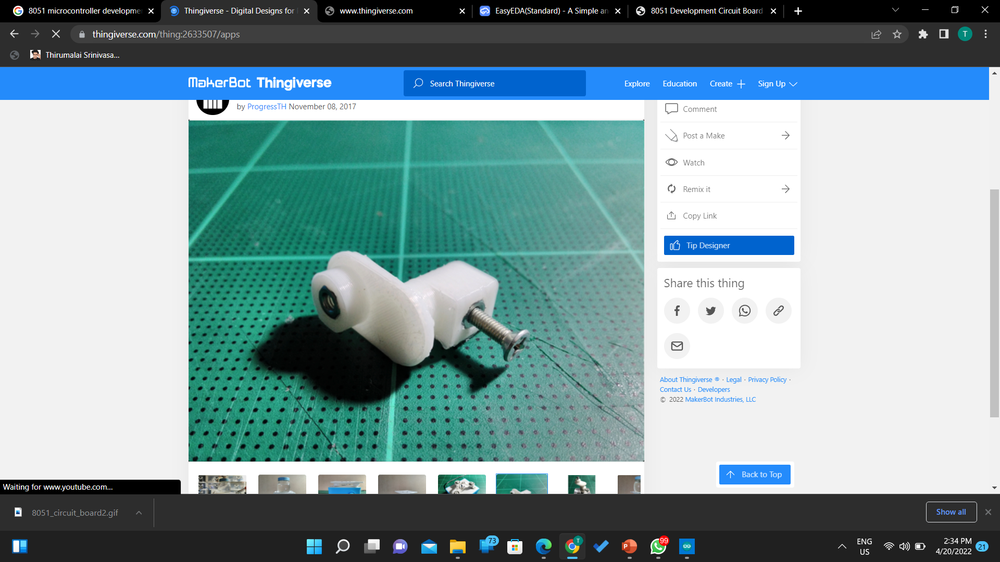 8051 microcontroller developme
Thingiverse - Digital Designs for
www.thingiverse.com
EasyEDA(Standard) - A Simple an
8051 Development Circuit Board
thingiverse.com/thing:2633507/apps
T
Thirumalai Srinivasa...
MakerBot Thingiverse
Search Thingiverse
Explore
Education
Create
Sign Up
by ProgressTH November 08, 2017
Comment
Post a Make
Watch
Remix it
Copy Link
Tip Designer
Share this thing
About Thingiverse ® · Legal · Privacy Policy ·
Contact Us · Developers
© 2022 MakerBot Industries, LLC
Back to Top
Waiting for www.youtube.com...
8051_circuit_board2.gif
Show all
73
T
P
99
ENG
US
2:34 PM
4/20/2022
21